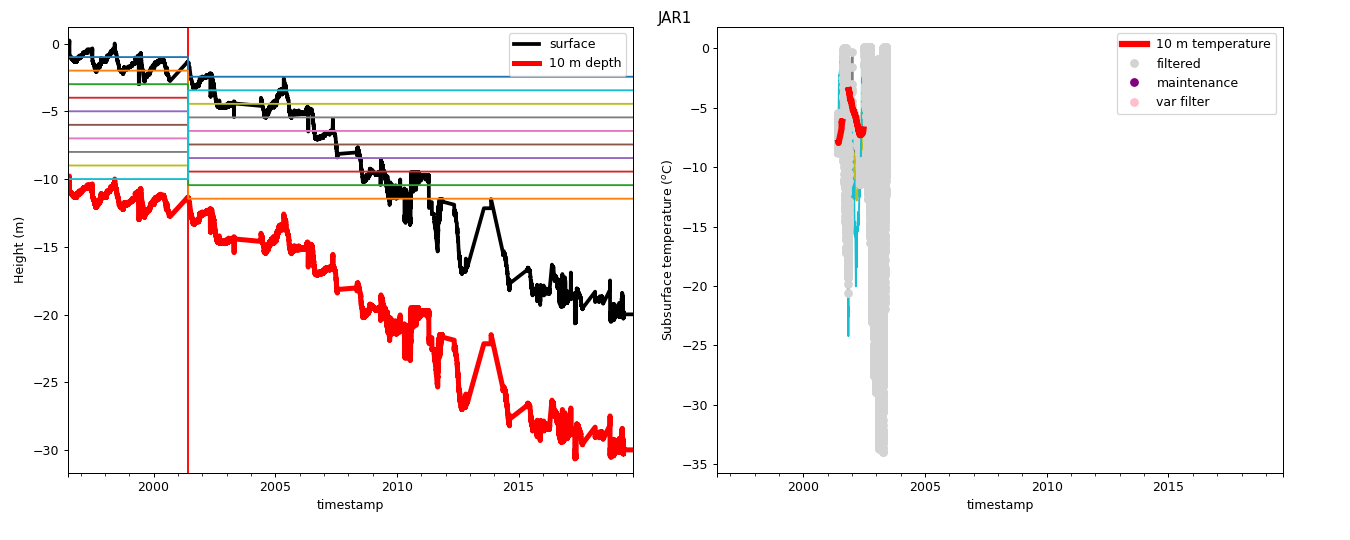 JAR1
surface
10 m depth
0
−5
−10
−15
−20
−25
−30
Height (m)
2000
2005
2010
2015
timestamp
10 m temperature
filtered
maintenance
var filter
0
−5
−10
−15
−20
−25
−30
−35
Subsurface temperature (°C)
2000
2005
2010
2015
timestamp